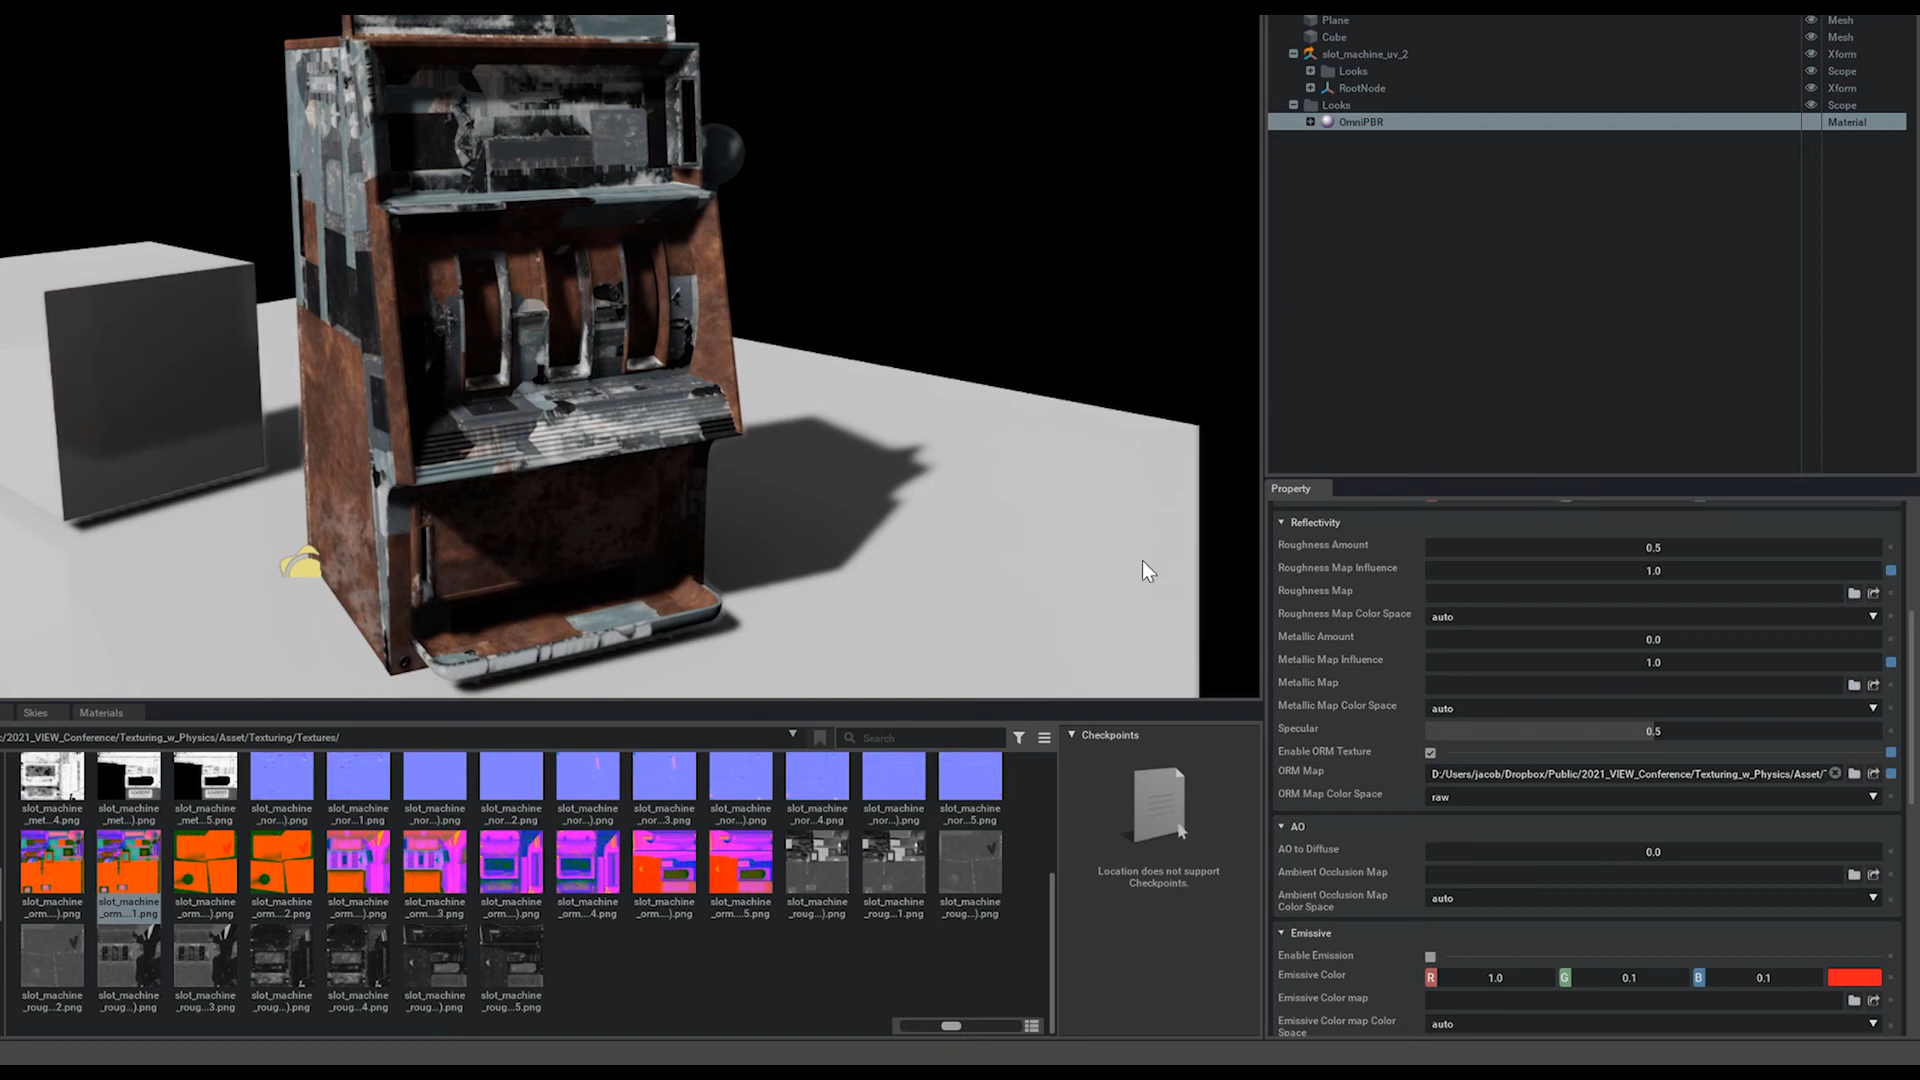 Plane Mesh
Cube Mesh
slot_machine_uv_2 Xform
Looks Scope
RootNode Xform
Looks Scope
OmniPBR Material
Property
Reflectivity
Roughness Amount 0.5
Roughness Map Influence 1.0
Roughness Map
Roughness Map Color Space auto
Metallic Amount 0.0
Metallic Map Influence 1.0
Metallic Map
Metallic Map Color Space auto
Specular 0.5
Enable ORM Texture
ORM Map D:/Users/jacob/Dropbox/Public/2021_VIEW_Conference/Texturing_w_Physics/Asset/
ORM Map Color Space raw
AO
AO to Diffuse 0.0
Ambient Occlusion Map
Ambient Occlusion Map
Color Space auto
Emissive
Enable Emission
Emissive Color R 1.0 G 0.1 B 0.1
Emissive Color map
Emissive Color map Color
Space auto
Skies Materials
:/2021_VIEW_Conference/Texturing_w_Physics/Asset/Texturing/Textures/
Search
Checkpoints
Location does not support
Checkpoints.
slot_machine slot_machine slot_machine slot_machine slot_machine slot_machine slot_machine slot_machine slot_machine slot_machine slot_machine slot_machine slot_machine
_met...4.png _met...).png _met...5.png _nor...).png _nor...1.png _nor...).png _nor...2.png _nor...).png _nor...3.png _nor...).png _nor...4.png _nor...).png _nor...5.png
slot_machine slot_machine slot_machine slot_machine slot_machine slot_machine slot_machine slot_machine slot_machine slot_machine slot_machine slot_machine slot_machine
_orm....).png _orm....1.png _orm....).png _orm....2.png _orm....).png _orm....3.png _orm....).png _orm....4.png _orm....).png _orm....5.png _roug...).png _roug...1.png _roug...).png
slot_machine slot_machine slot_machine slot_machine slot_machine slot_machine slot_machine
_roug...2.png _roug...).png _roug...3.png _roug...).png _roug...4.png _roug...).png _roug...5.png